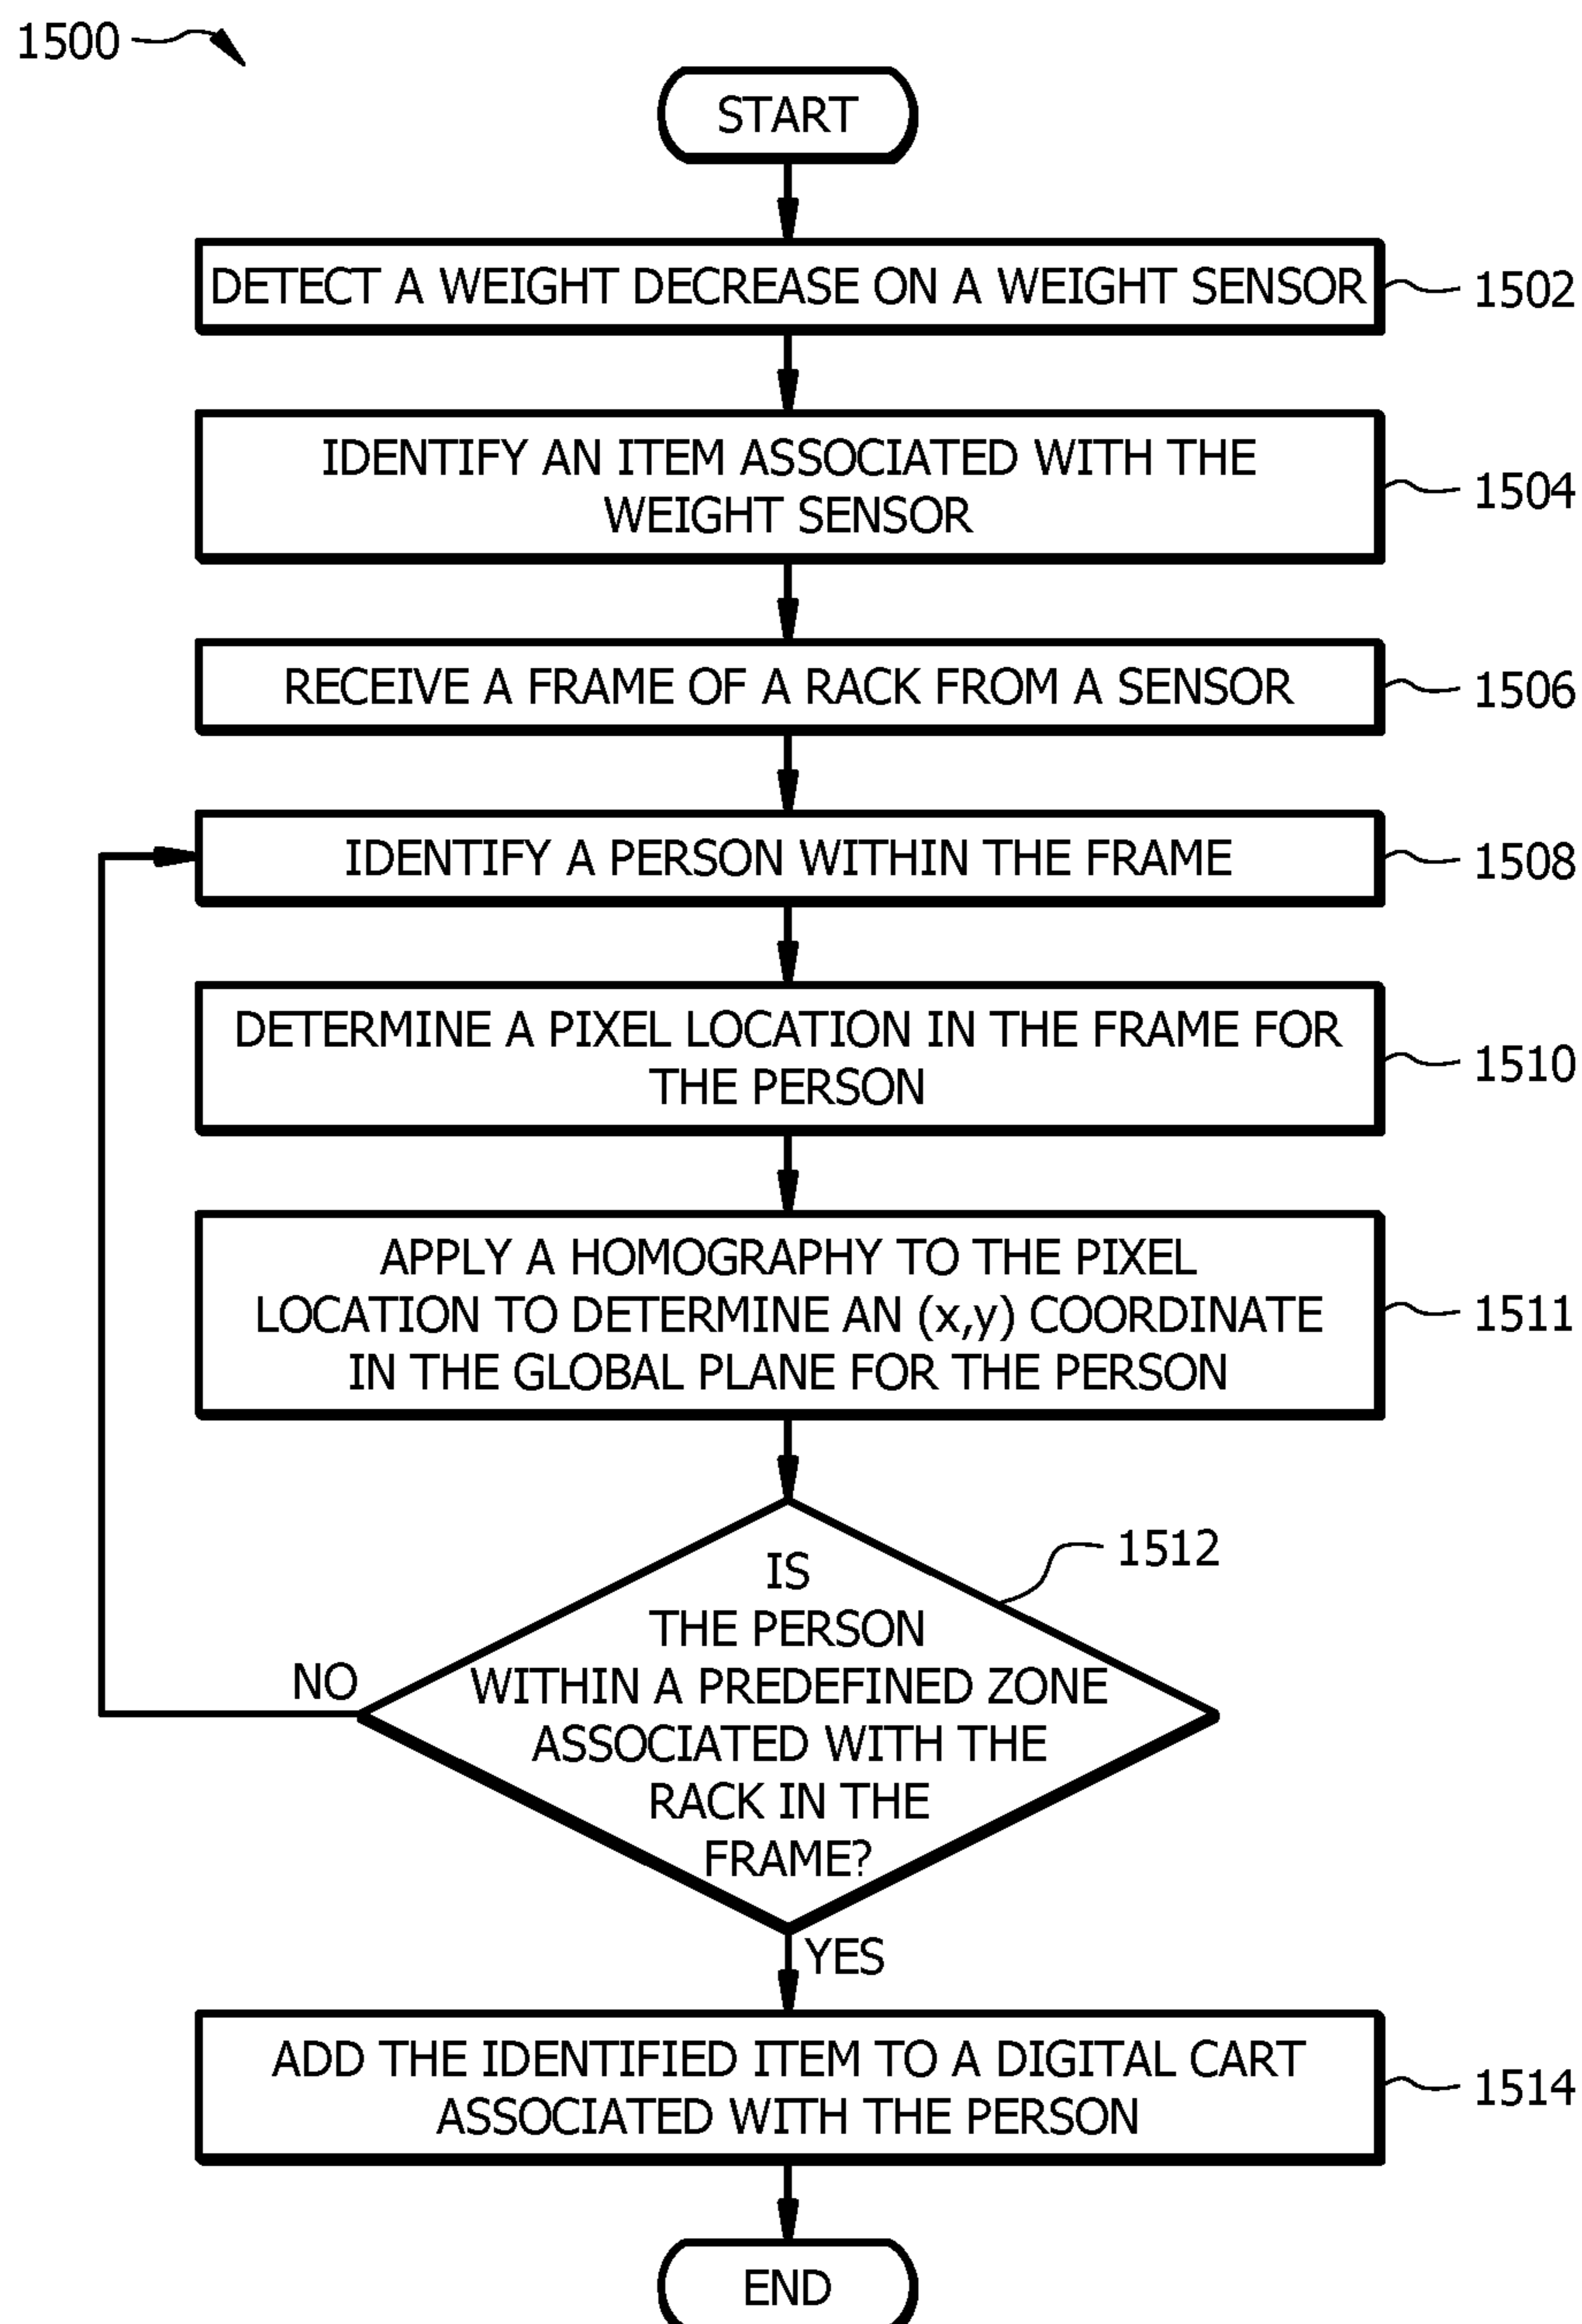 1500
START
DETECT A WEIGHT DECREASE ON A WEIGHT SENSOR
1502
IDENTIFY AN ITEM ASSOCIATED WITH THE
WEIGHT SENSOR
1504
RECEIVE A FRAME OF A RACK FROM A SENSOR
1506
IDENTIFY A PERSON WITHIN THE FRAME
1508
DETERMINE A PIXEL LOCATION IN THE FRAME FOR
THE PERSON
1510
APPLY A HOMOGRAPHY TO THE PIXEL
LOCATION TO DETERMINE AN (x,y) COORDINATE
IN THE GLOBAL PLANE FOR THE PERSON
1511
IS
THE PERSON
WITHIN A PREDEFINED ZONE
ASSOCIATED WITH THE
RACK IN THE
FRAME?
1512
NO
YES
ADD THE IDENTIFIED ITEM TO A DIGITAL CART
ASSOCIATED WITH THE PERSON
1514
END